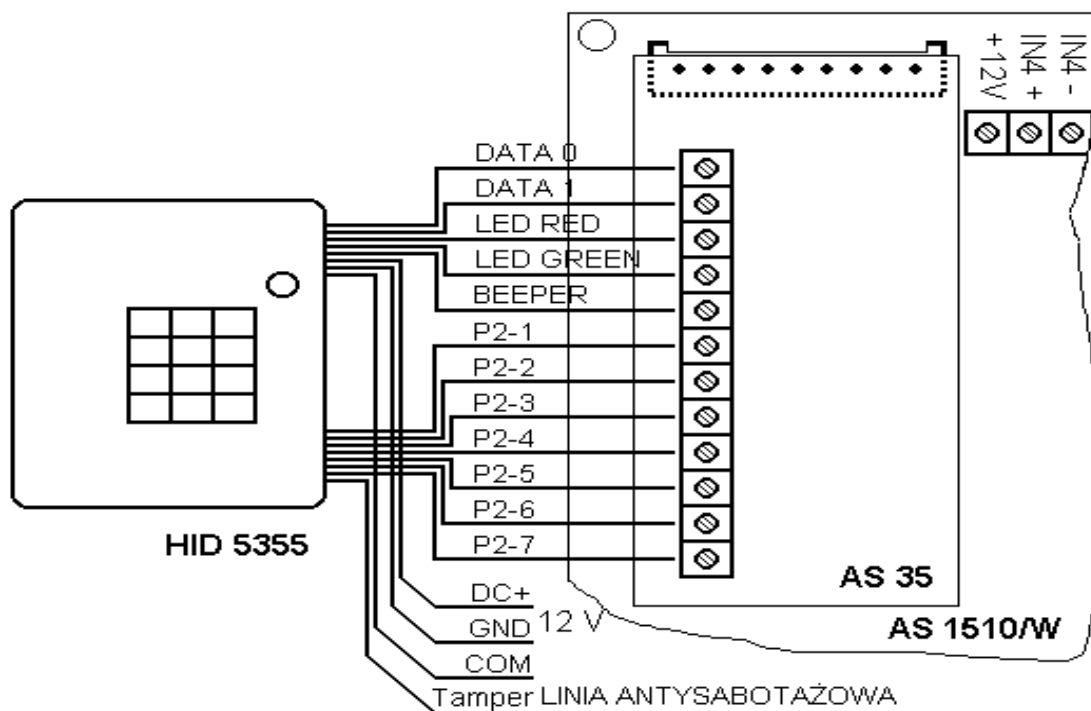 +12V
IN4 +
IN4 -
DATA 0
DATA 1
LED RED
LED GREEN
BEEPER
P2-1
P2-2
P2-3
P2-4
P2-5
P2-6
P2-7
HID 5355
AS 35
AS 1510/W
DC+
12 V
GND
COM
Tamper LINIA ANTYSABOTAŻOWA